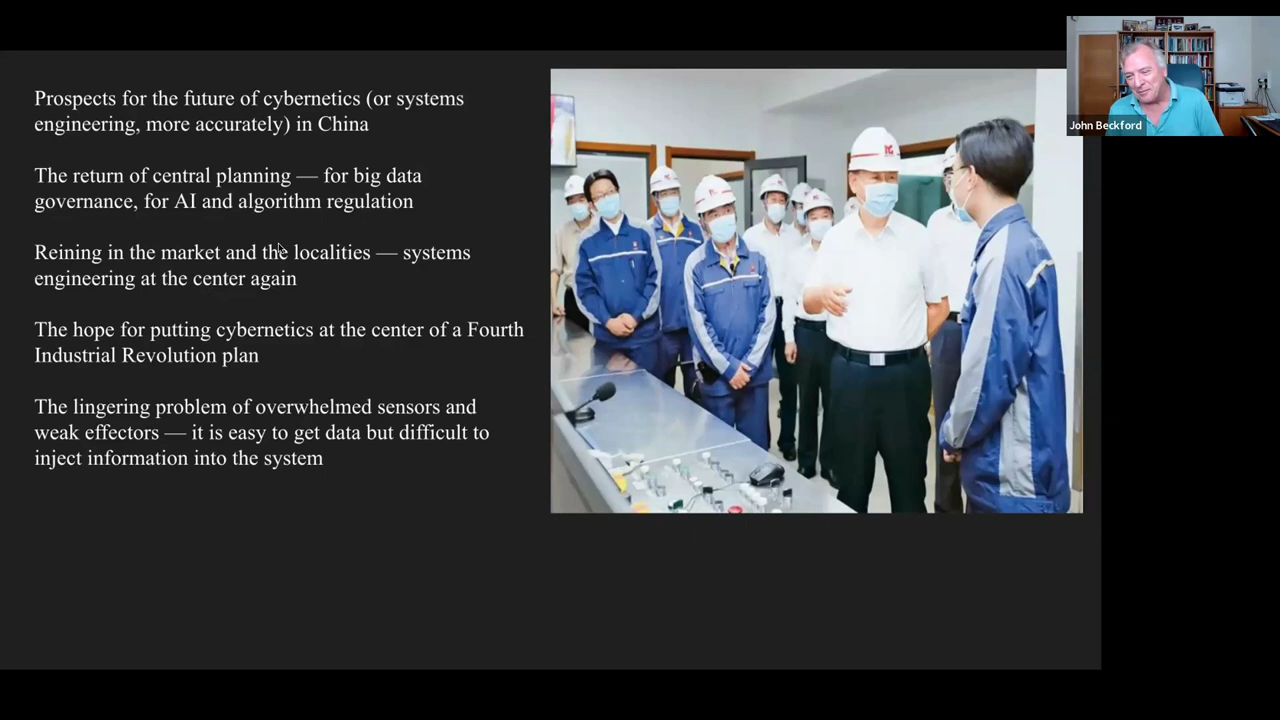 Prospects for the future of cybernetics (or systems
engineering, more accurately) in China
The return of central planning — for big data
governance, for AI and algorithm regulation
Reining in the market and the localities — systems
engineering at the center again
The hope for putting cybernetics at the center of a Fourth
Industrial Revolution plan
The lingering problem of overwhelmed sensors and
weak effectors — it is easy to get data but difficult to
inject information into the system
John Beckford